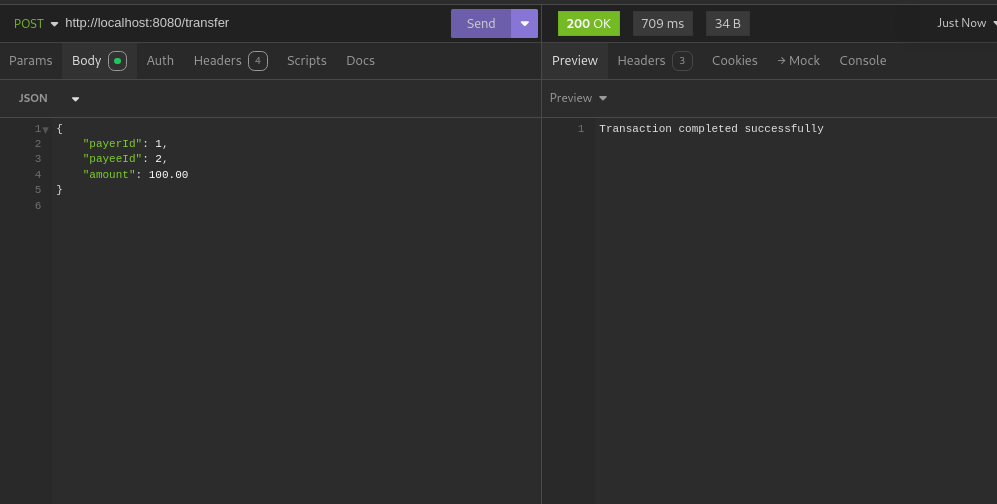 POST http://localhost:8080/transfer Send 200 OK 709 ms 34 B Just Now
Params Body Auth Headers 4 Scripts Docs Preview Headers 3 Cookies → Mock Console
JSON Preview
1 {
2 "payerId": 1,
3 "payeeId": 2,
4 "amount": 100.00
5 }
6
1 Transaction completed successfully